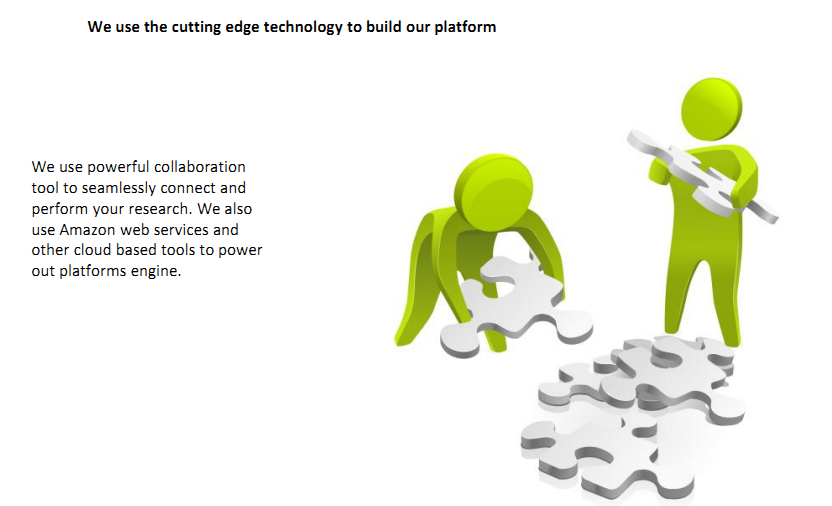 We use the cutting edge technology to build our platform
We use powerful collaboration
tool to seamlessly connect and
perform your research. We also
use Amazon web services and
other cloud based tools to power
out platforms engine.